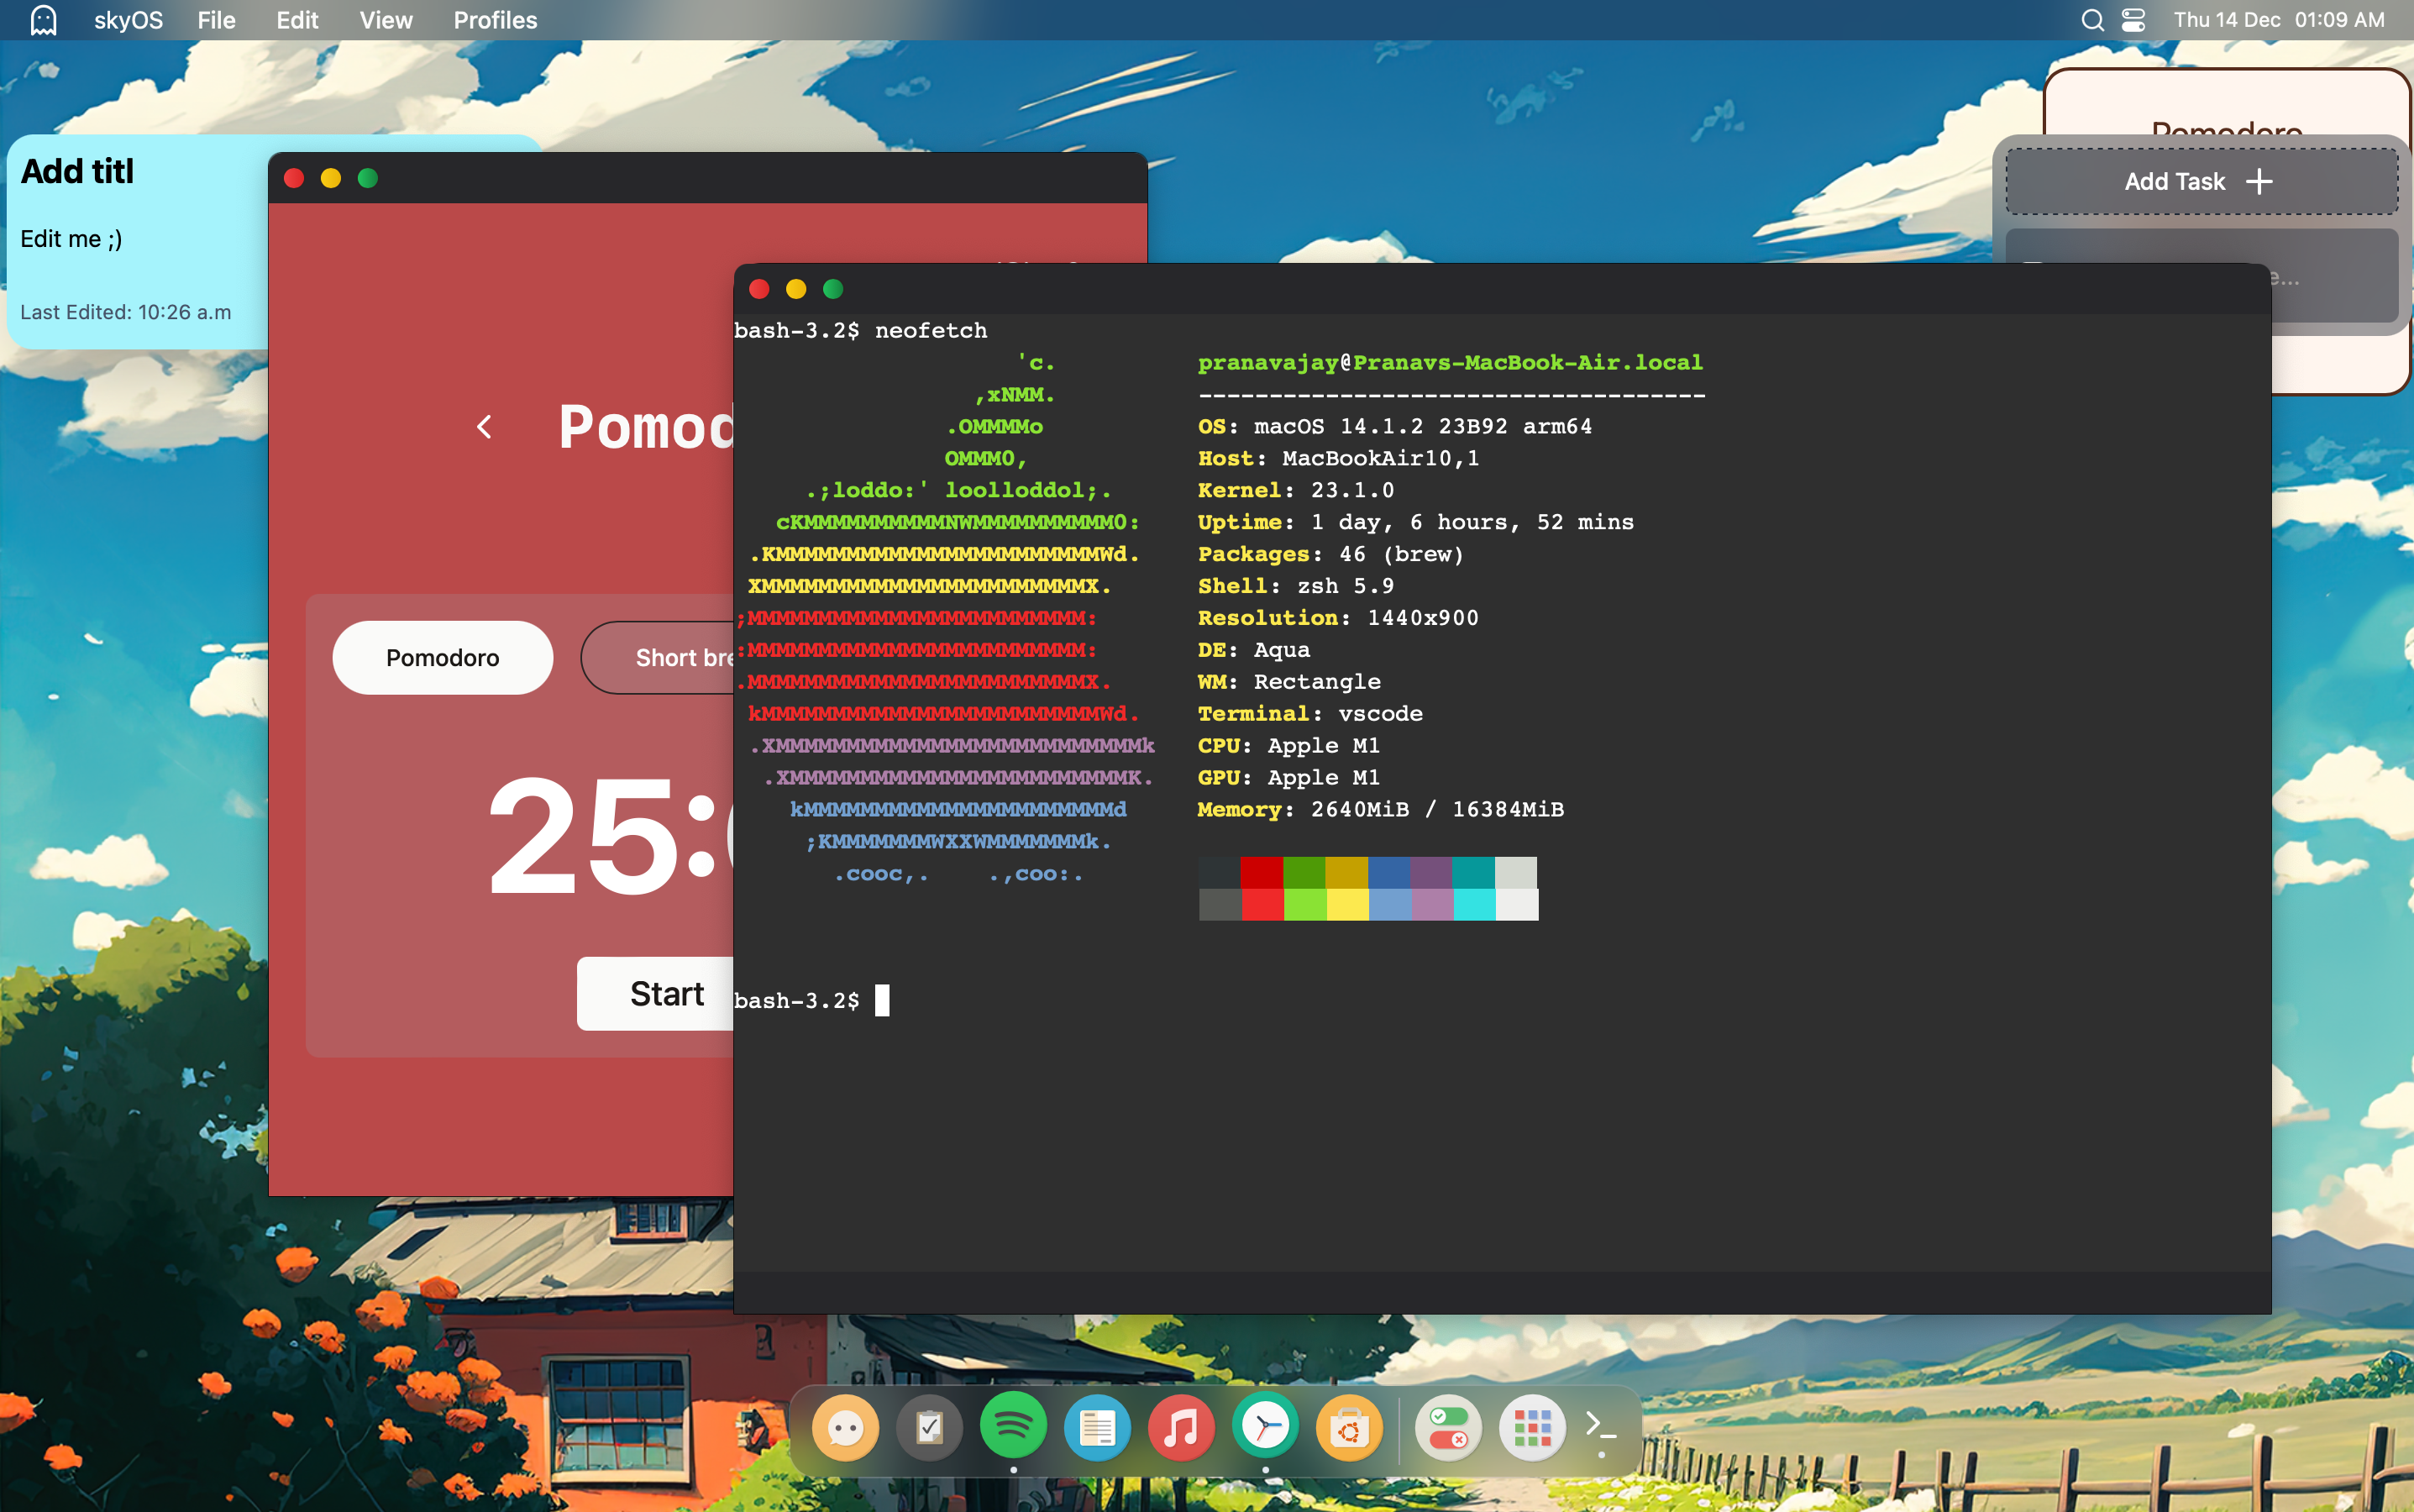 skyOS File Edit View Profiles
Thu 14 Dec 01:09 AM
Add titl
Edit me ;)
Last Edited: 10:26 a.m
Pomodoro
Add Task
Pomod
Pomodoro Short bre
25:0
Start
bash-3.2$ neofetch
'c.
,xNMM.
.OMMMMo
OMMM0,
.;loddo:' loolloddol;.
cKMMMMMMMMMMNWMMMMMMMMMM0:
.KMMMMMMMMMMMMMMMMMMMMMMMWd.
XMMMMMMMMMMMMMMMMMMMMMMMX.
;MMMMMMMMMMMMMMMMMMMMMMMM:
:MMMMMMMMMMMMMMMMMMMMMMMM:
.MMMMMMMMMMMMMMMMMMMMMMMMX.
kMMMMMMMMMMMMMMMMMMMMMMMMWd.
.XMMMMMMMMMMMMMMMMMMMMMMMMMMk
.XMMMMMMMMMMMMMMMMMMMMMMMMK.
kMMMMMMMMMMMMMMMMMMMMMMd
;KMMMMMMMWXXWMMMMMMMk.
.cooc,. .,coo:.
pranavajay@Pranavs-MacBook-Air.local
------------------------------------
OS: macOS 14.1.2 23B92 arm64
Host: MacBookAir10,1
Kernel: 23.1.0
Uptime: 1 day, 6 hours, 52 mins
Packages: 46 (brew)
Shell: zsh 5.9
Resolution: 1440x900
DE: Aqua
WM: Rectangle
Terminal: vscode
CPU: Apple M1
GPU: Apple M1
Memory: 2640MiB / 16384MiB
bash-3.2$